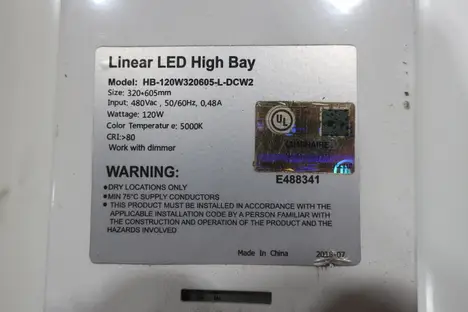 Linear LED High Bay
Model: HB-120W320605-L-DCW2
Size: 320*605mm
Input: 480Vac , 50/60Hz, 0,48A
Wattage: 120W
Color Temperatur e: 5000K
CRI:>80
Work with dimmer
UL
LUMINAIRE
E488341
WARNING:
●DRY LOCATIONS ONLY
●MIN 75°C SUPPLY CONDUCTORS
● THIS PRODUCT MUST BE INSTALLED IN ACCORDANCE WITH THE
APPLICABLE INSTALLATION CODE BY A PERSON FAMILIAR WITH
THE CONSTRUCTION AND OPERATION OF THE PRODUCT AND THE
HAZARDS INVOLVED
Made In China
2018-07